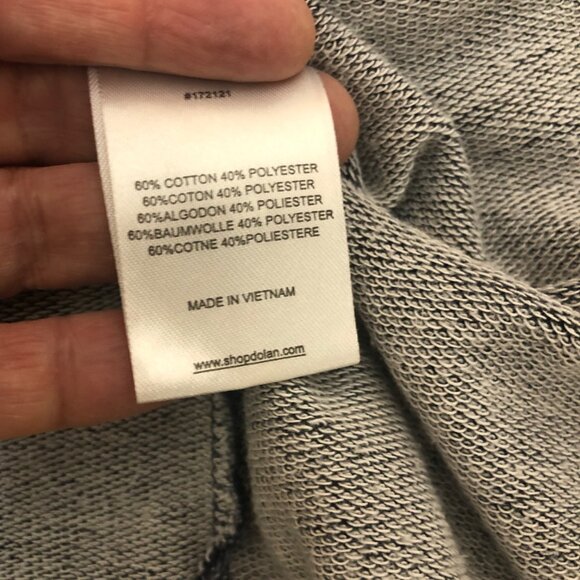 #172121
60% COTTON 40% POLYESTER
60%COTON 40% POLYESTER
60%ALGODON 40% POLIESTER
60%BAUMWOLLE 40% POLYESTER
60%COTNE 40%POLIESTERE
MADE IN VIETNAM
www.shopdolan.com